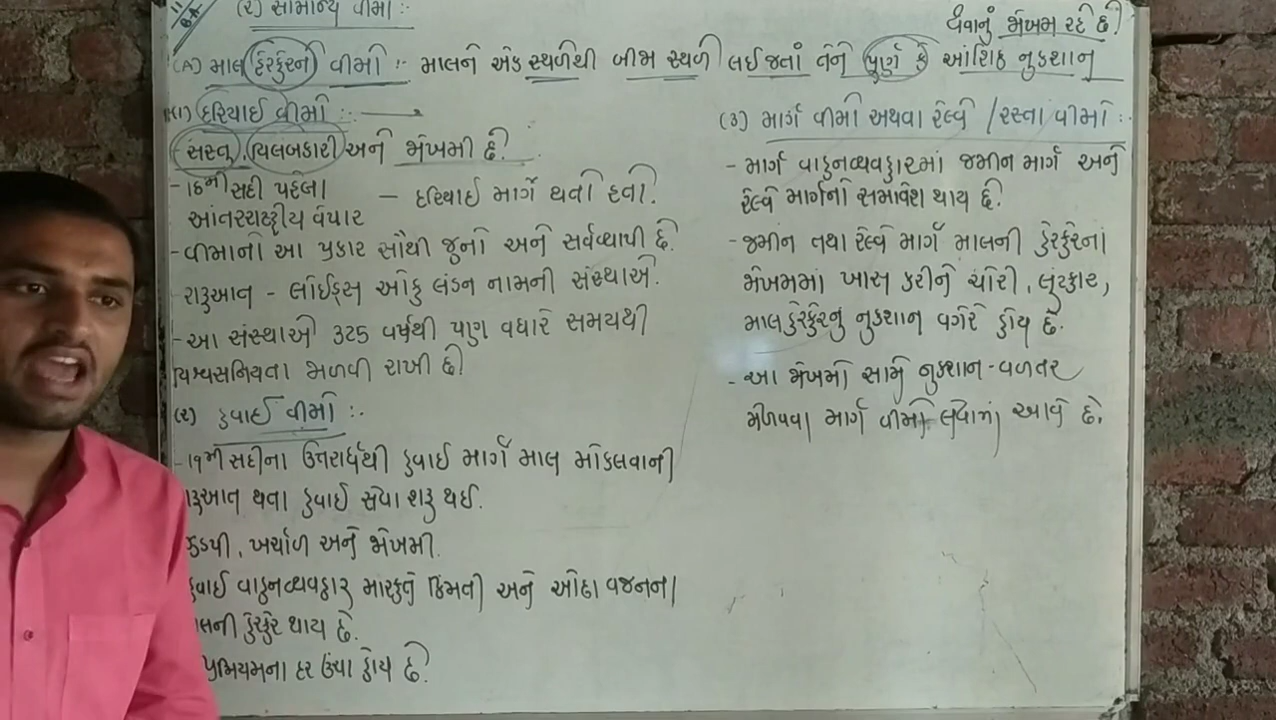 11
B.A.
(૨) સામાન્ય વીમા :-
થવાનું જોખમ રહે છે.
(A) માલ હેરફેરનો વીમો :- માલને એક સ્થળેથી બીજા સ્થળે લઈ જતાં તેને પૂર્ણ કે આંશિક નુકશાન
(૧) દરિયાઈ વીમો :- →
- સસ્તુ, વિલંબકારી અને જોખમી છે.
- 18મી સદી પહેલા
આંતરરાષ્ટ્રીય વેપાર — દરિયાઈ માર્ગે થતો હતો.
- વીમાનો આ પ્રકાર સૌથી જુનો અને સર્વવ્યાપી છે.
શરૂઆત - લોઈડ્સ ઓફ લંડન નામની સંસ્થાએ.
- આ સંસ્થાએ 325 વર્ષથી પણ વધારે સમયથી
વિશ્વસનિયતા જાળવી રાખી છે.
(૨) હવાઈ વીમો :-
- 19મી સદીના ઉત્તરાર્ધથી હવાઈ માર્ગે માલ મોકલવાની
શરૂઆત થતા હવાઈ સેવા શરૂ થઈ.
ઝડપી, ખર્ચાળ અને જોખમી.
હવાઈ વાહનવ્યવહાર મારફતે કિંમતી અને ઓછા વજનના
માલની હેરફેર થાય છે.
પ્રિમિયમના દર ઉંચા હોય છે.
(૩) માર્ગ વીમો અથવા રેલ્વે / રસ્તા વીમો :-
- માર્ગ વાહનવ્યવહારમાં જમીન માર્ગ અને
રેલ્વે માર્ગનો સમાવેશ થાય છે.
- જમીન તથા રેલ્વે માર્ગે માલની હેરફેરનાં
જોખમમાં ખાસ કરીને ચોરી, લુંટફાટ,
માલ હેરફેરનું નુકશાન વગેરે હોય છે.
- આ જોખમો સામે નુકશાન-વળતર
મેળવવા માર્ગ વીમો લેવામાં આવે છે.